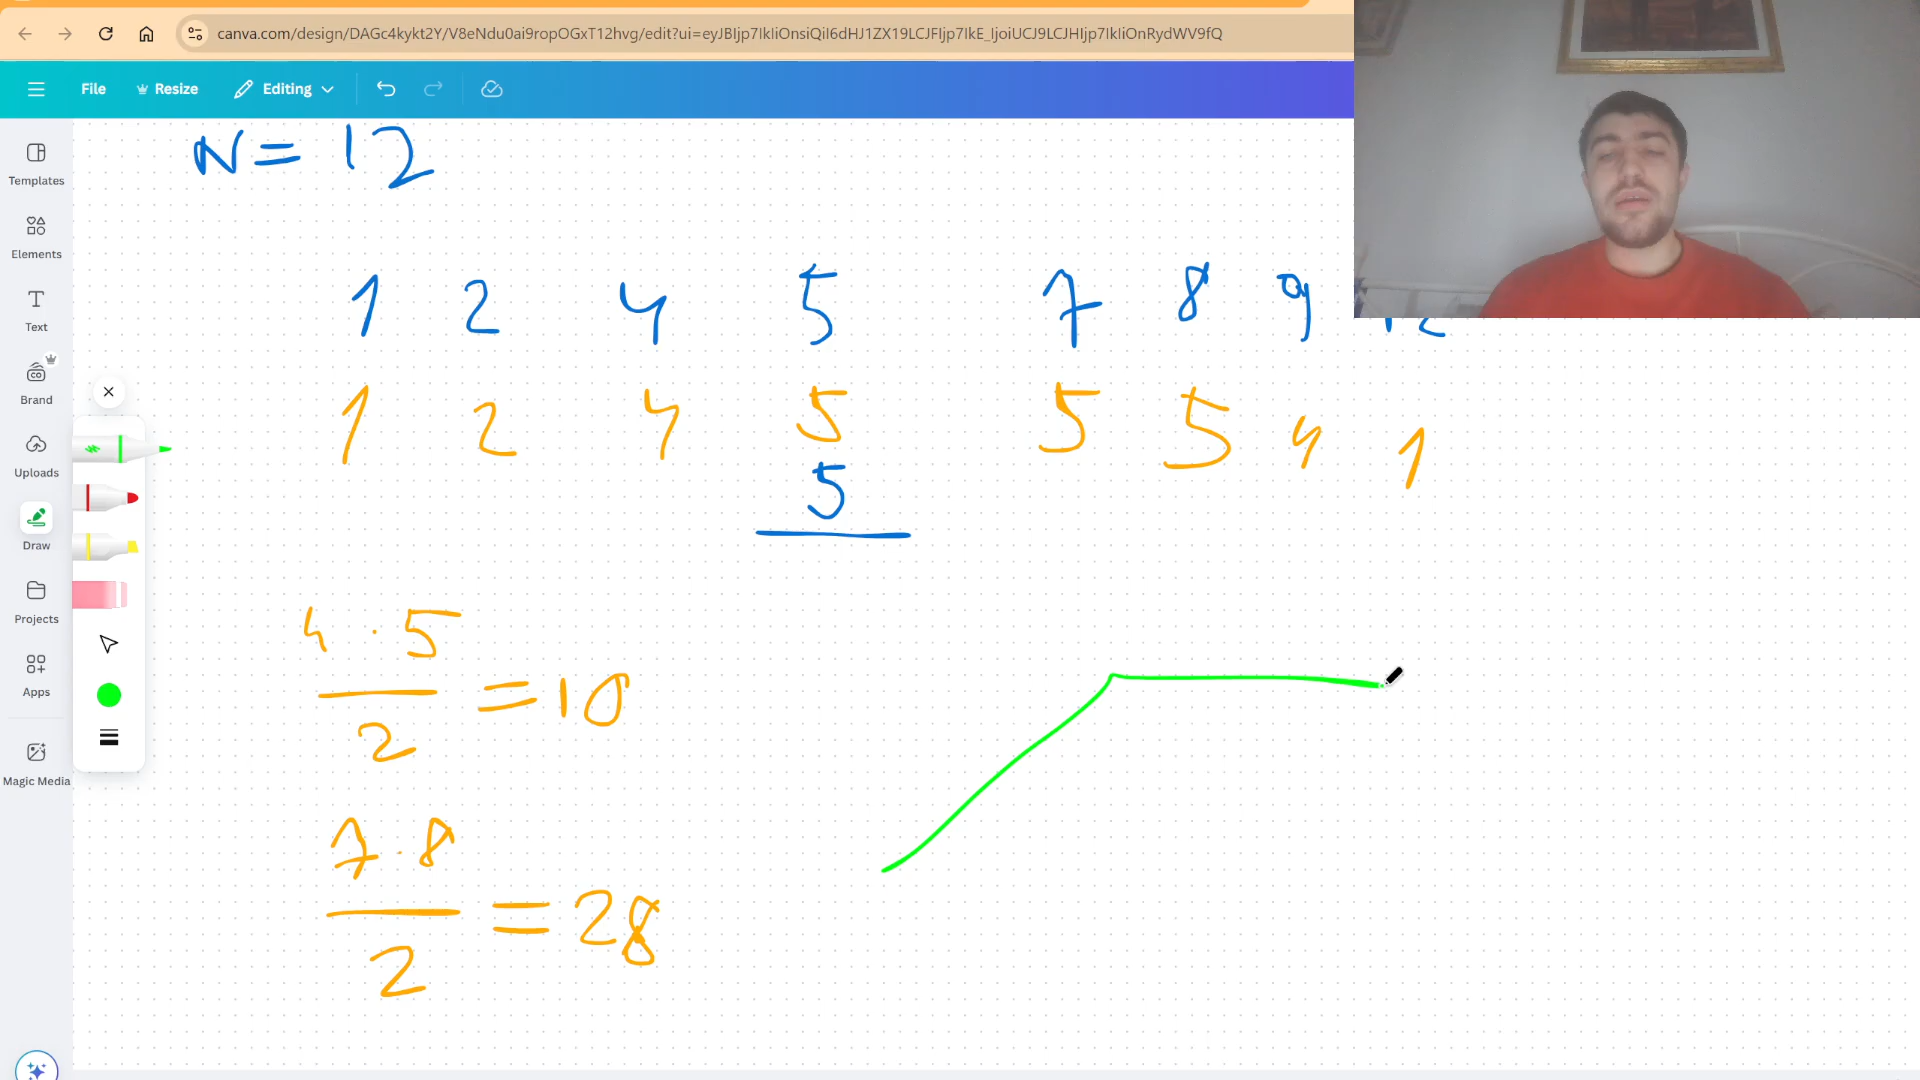 canva.com/design/DAGc4kykt2Y/V8eNdu0ai9ropOGxT12hvg/edit?ui=eyJBIjp7IkIiOnsiQiI6dHJ1ZX19LCJFIjp7IkE_IjoiUCJ9LCJHIjp7IkIiOnRydWV9fQ
File Resize Editing
Templates
Elements
Text
Brand
Uploads
Draw
Projects
Apps
Magic Media
N = 12
1 2 4 5 7 8 9 12
1 2 4 5 5 5 4 1
5
4 · 5
= 10
2
7 · 8
= 28
2